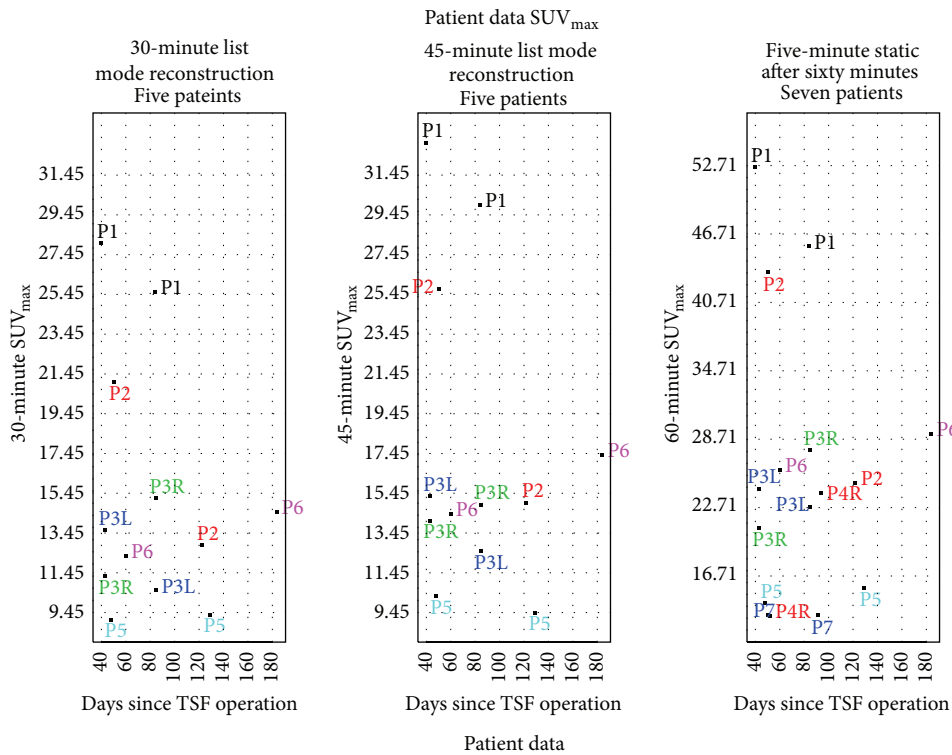 Patient data SUVmax
30-minute list
mode reconstruction
Five pateints
31.45
29.45
27.45
25.45
23.45
21.45
19.45
17.45
15.45
13.45
11.45
9.45
30-minute SUVmax
P1
P1
P2
P3R
P6
P3L
P2
P6
P3R
P3L
P5
P5
40
60
80
100
120
140
160
180
Days since TSF operation
45-minute list mode
reconstruction
Five patients
31.45
29.45
27.45
25.45
23.45
21.45
19.45
17.45
15.45
13.45
11.45
9.45
45-minute SUVmax
P1
P1
P2
P6
P3L
P3R
P2
P6
P3R
P3L
P5
P5
40
60
80
100
120
140
160
180
Days since TSF operation
Five-minute static
after sixty minutes
Seven patients
52.71
46.71
40.71
34.71
28.71
22.71
16.71
60-minute SUVmax
P1
P1
P2
P6
P3R
P6
P3L
P2
P4R
P3L
P3R
P5
P5
P7
P4R
P7
40
60
80
100
120
140
160
180
Days since TSF operation
Patient data